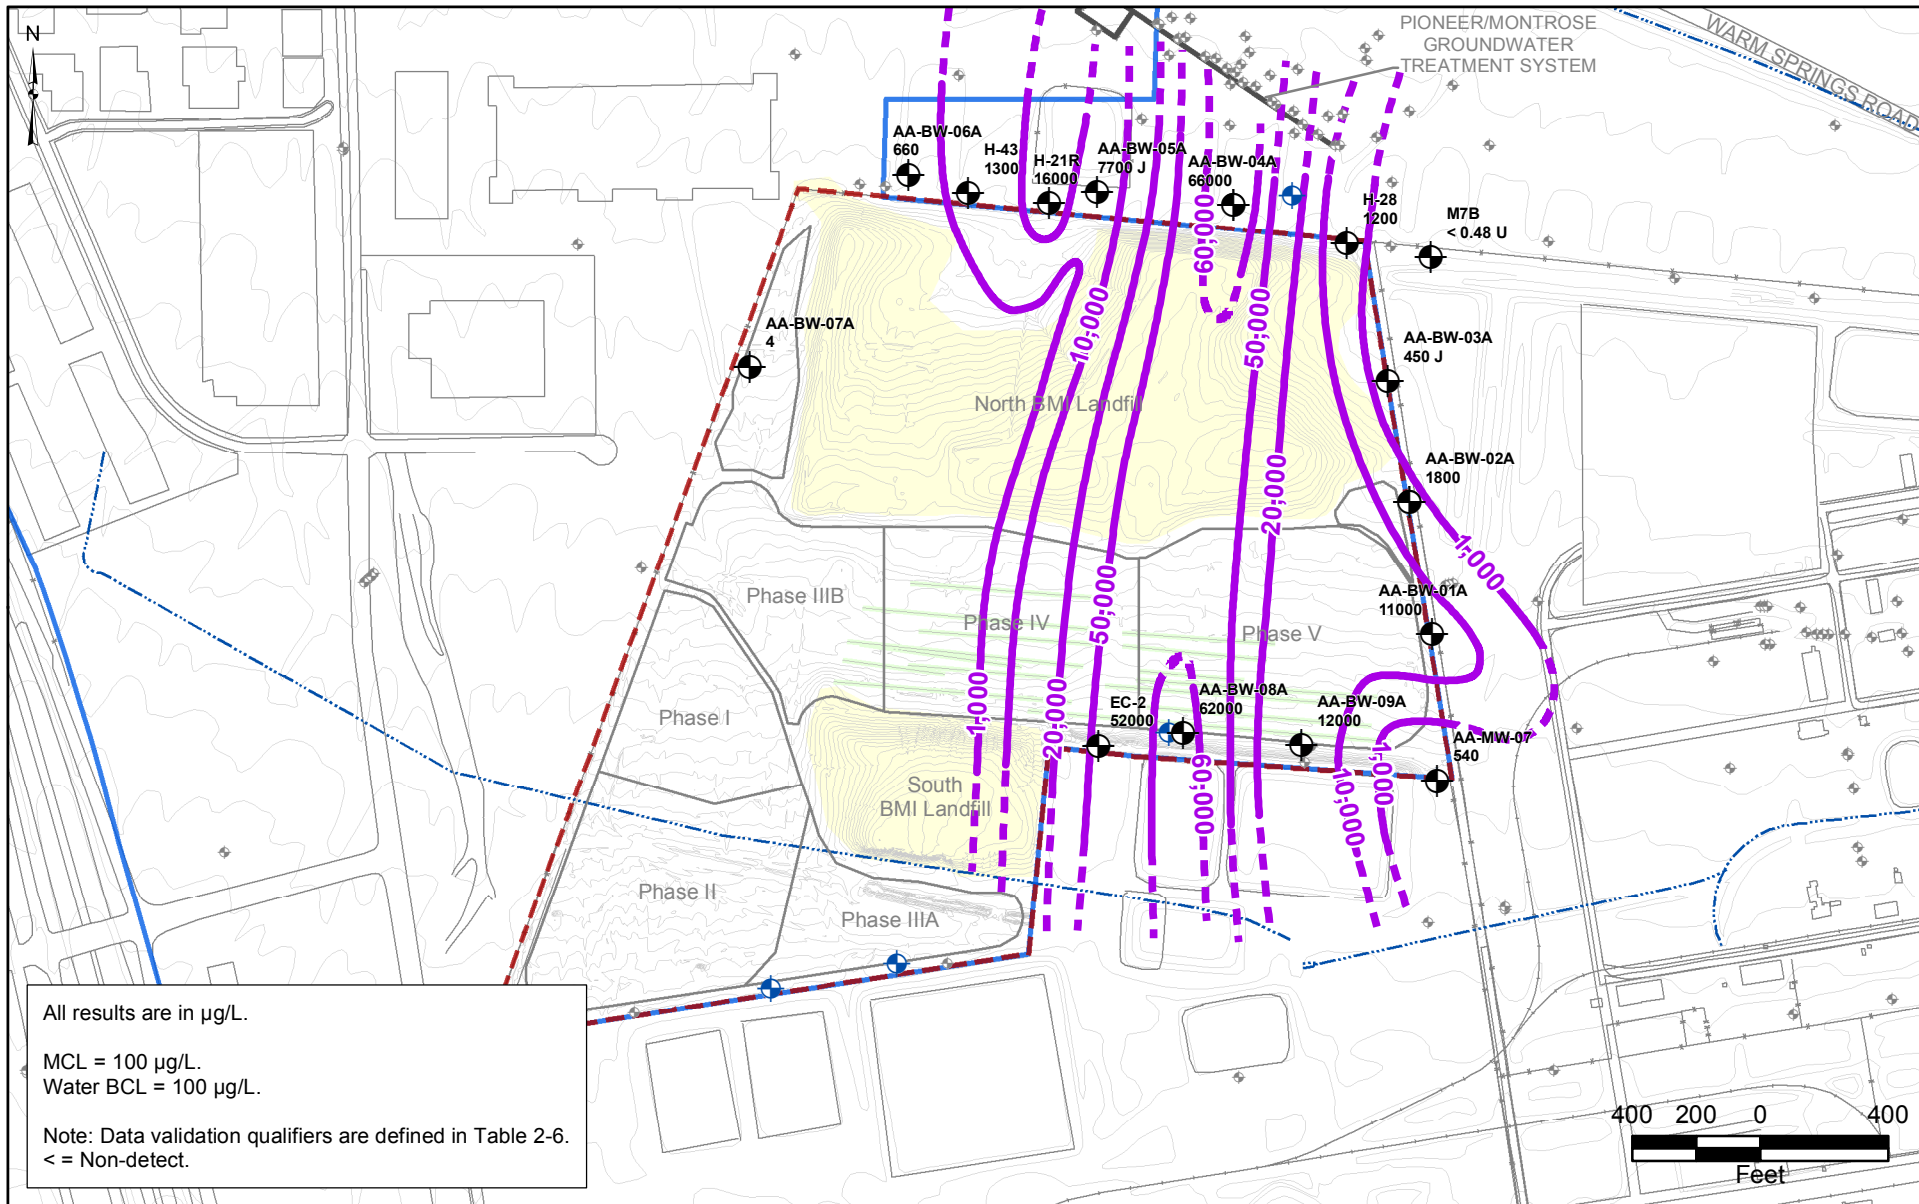 N
PIONEER/MONTROSE
GROUNDWATER
TREATMENT SYSTEM
WARM SPRINGS ROAD
AA-BW-06A
660
H-43
1300
H-21R
16000
AA-BW-05A
7700 J
AA-BW-04A
66000
H-28
1200
M7B
< 0.48 U
AA-BW-07A
4
AA-BW-03A
450 J
AA-BW-02A
1800
AA-BW-01A
11000
EC-2
52000
AA-BW-08A
62000
AA-BW-09A
12000
AA-MW-07
540
60,000
50,000
10,000
20,000
1,000
50,000
1,000
20,000
60,000
10,000
1,000
North BMI Landfill
Phase IIIB
Phase IV
Phase V
Phase I
South
BMI Landfill
Phase II
Phase IIIA
All results are in µg/L.
MCL = 100 µg/L.
Water BCL = 100 µg/L.
Note: Data validation qualifiers are defined in Table 2-6.
< = Non-detect.
400 200 0 400
Feet